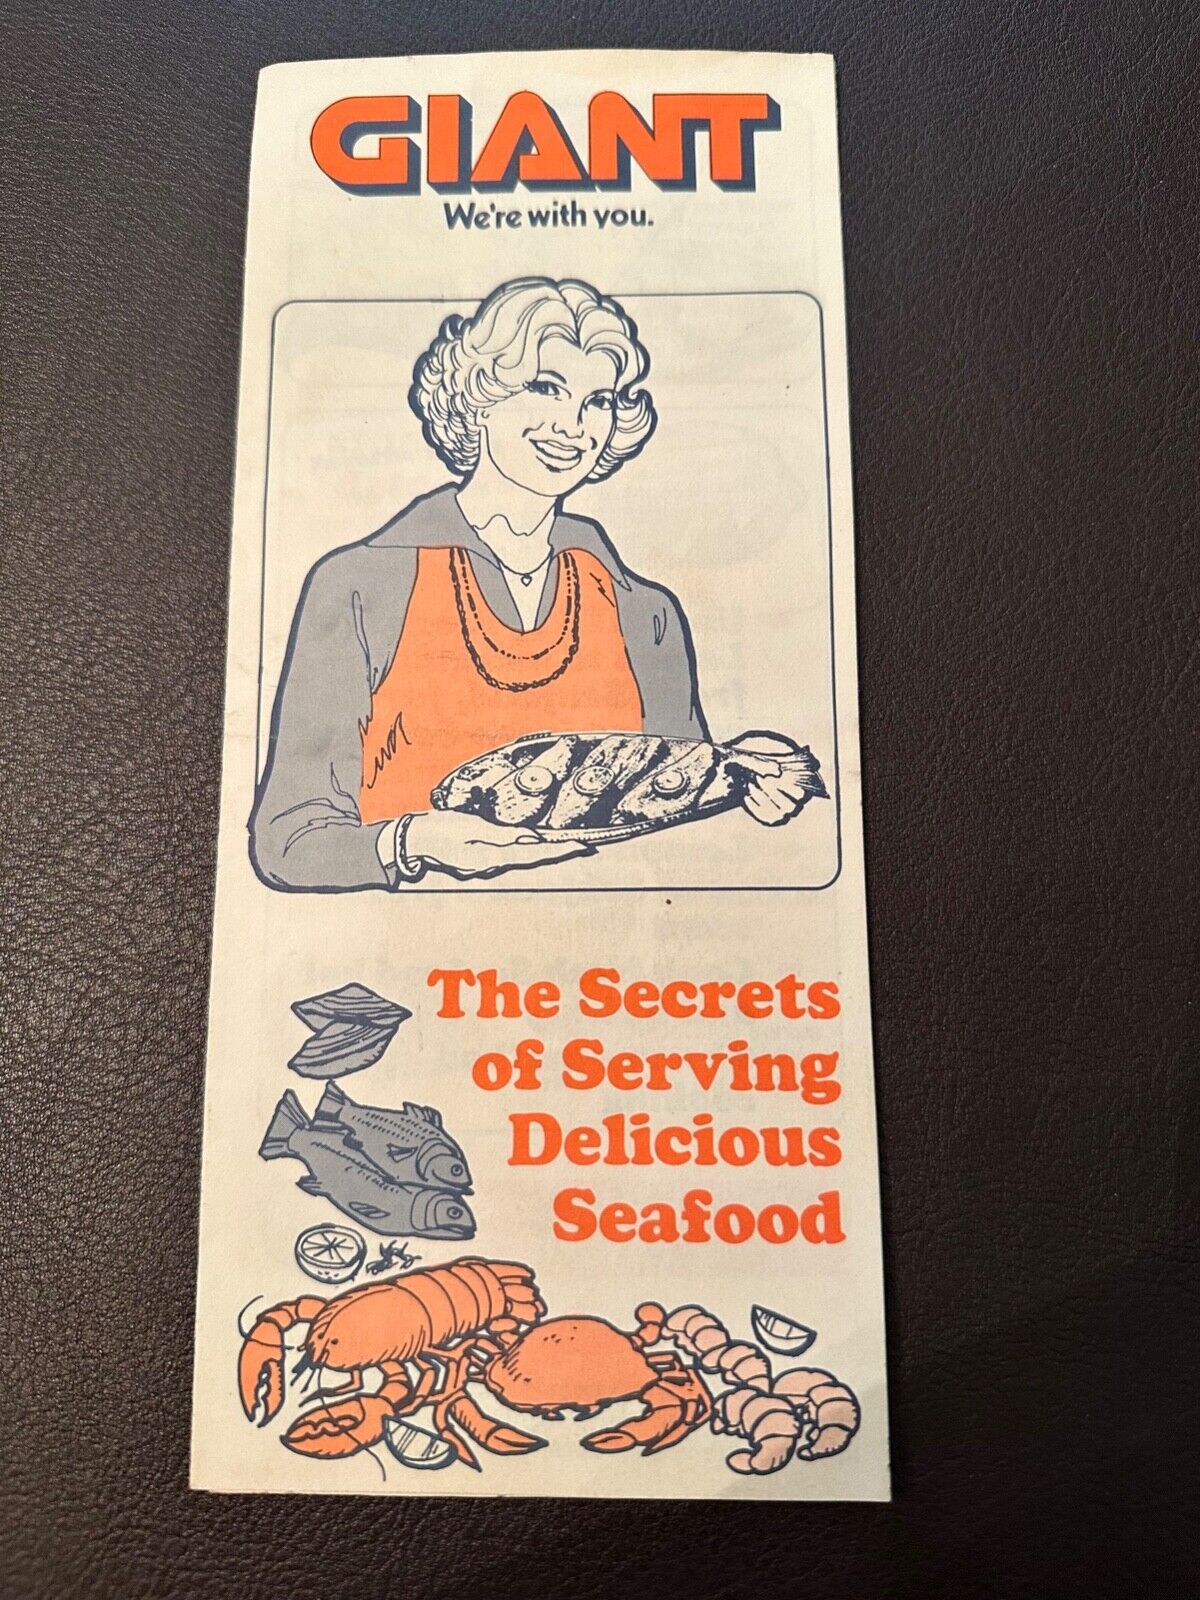 GIANT
We're with you.
The Secrets
of Serving
Delicious
Seafood